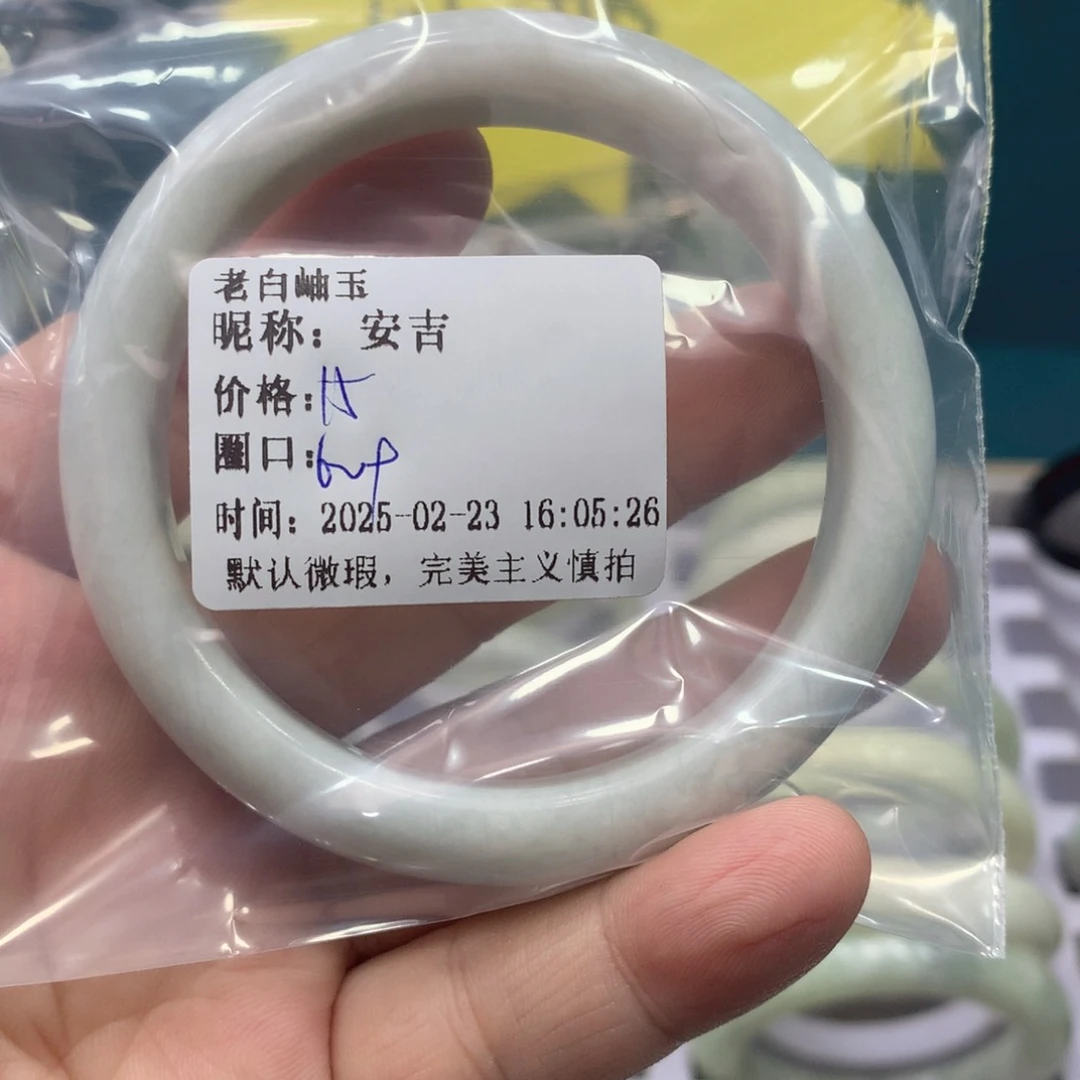 老白岫玉
昵称：安吉
价格：15
圈口：
时间：2025-02-23 16:05:26
默认微瑕，完美主义慎拍